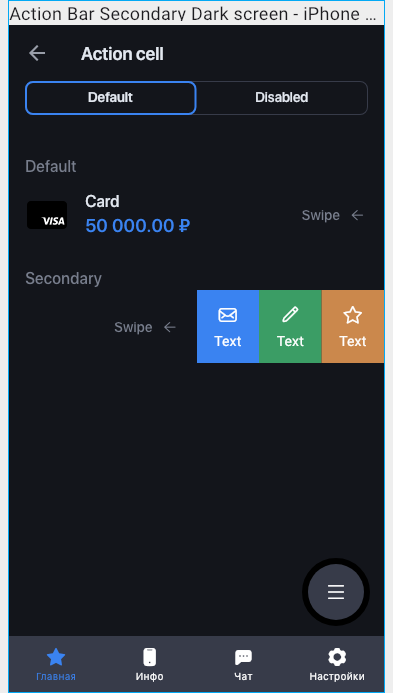 Action Bar Secondary Dark screen - iPhone ...
Action cell
Default Disabled
Default
Card
50 000.00 ₽
VISA
Swipe
Secondary
Swipe
Text Text Text
Главная Инфо Чат Настройки